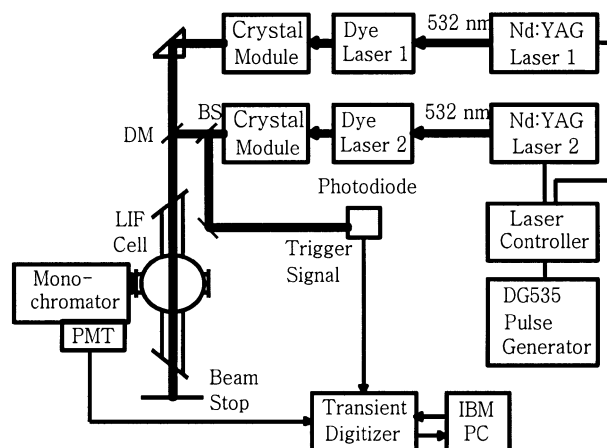 Crystal
Module
Dye
Laser 1
532 nm
Nd:YAG
Laser 1
DM
BS
Crystal
Module
Dye
Laser 2
532 nm
Nd:YAG
Laser 2
Photodiode
LIF
Cell
Trigger
Signal
Laser
Controller
Mono-
chromator
PMT
DG535
Pulse
Generator
Beam
Stop
Transient
Digitizer
IBM
PC